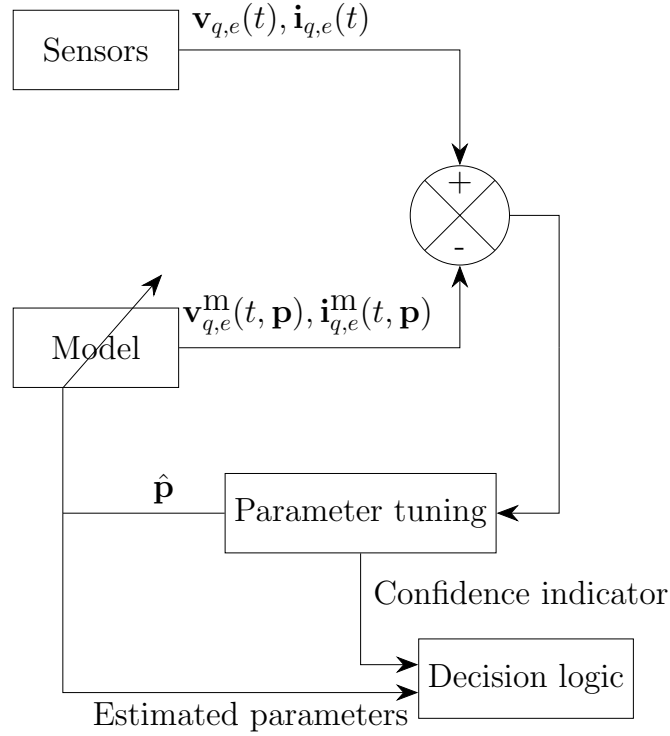 𝐯_{q,e}(t), 𝐢_{q,e}(t)
Sensors
+
-
𝐯^m_{q,e}(t, 𝐩), 𝐢^m_{q,e}(t, 𝐩)
Model
𝐩̂
Parameter tuning
Confidence indicator
Decision logic
Estimated parameters